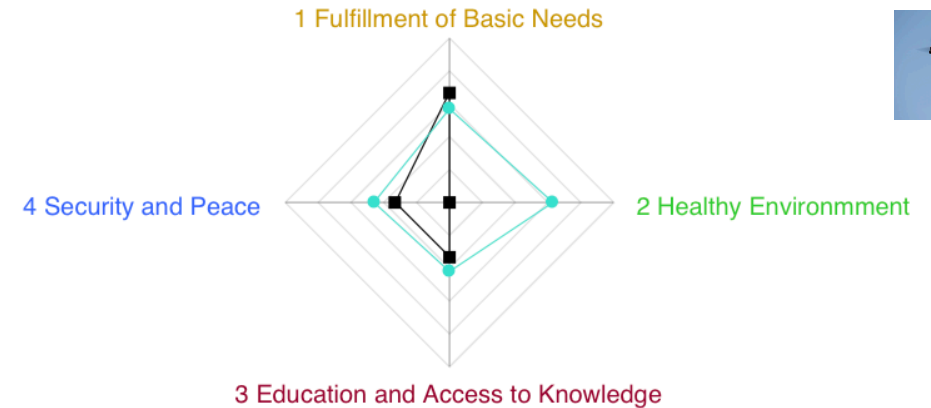 1 Fulfillment of Basic Needs
4 Security and Peace
2 Healthy Environmment
3 Education and Access to Knowledge